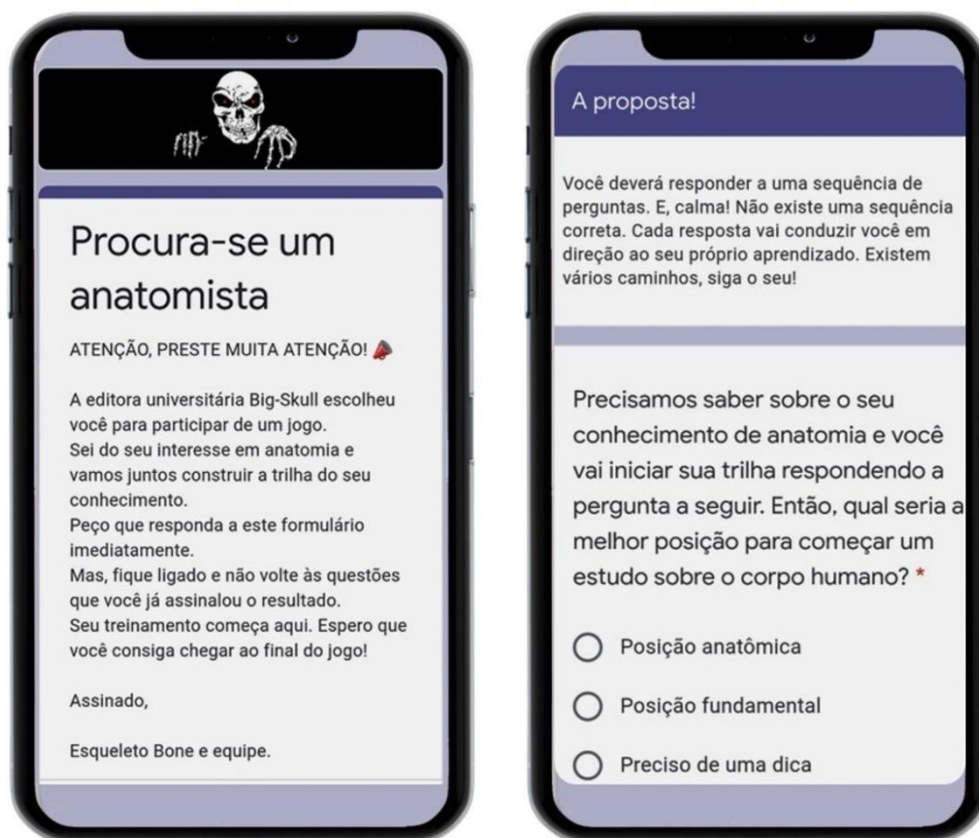 Procura-se um
anatomista
ATENÇÃO, PRESTE MUITA ATENÇÃO!
A editora universitária Big-Skull escolheu
você para participar de um jogo.
Sei do seu interesse em anatomia e
vamos juntos construir a trilha do seu
conhecimento.
Peço que responda a este formulário
imediatamente.
Mas, fique ligado e não volte às questões
que você já assinalou o resultado.
Seu treinamento começa aqui. Espero que
você consiga chegar ao final do jogo!
Assinado,
Esqueleto Bone e equipe.
A proposta!
Você deverá responder a uma sequência de
perguntas. E, calma! Não existe uma sequência
correta. Cada resposta vai conduzir você em
direção ao seu próprio aprendizado. Existem
vários caminhos, siga o seu!
Precisamos saber sobre o seu
conhecimento de anatomia e você
vai iniciar sua trilha respondendo a
pergunta a seguir. Então, qual seria a
melhor posição para começar um
estudo sobre o corpo humano? *
Posição anatômica
Posição fundamental
Preciso de uma dica